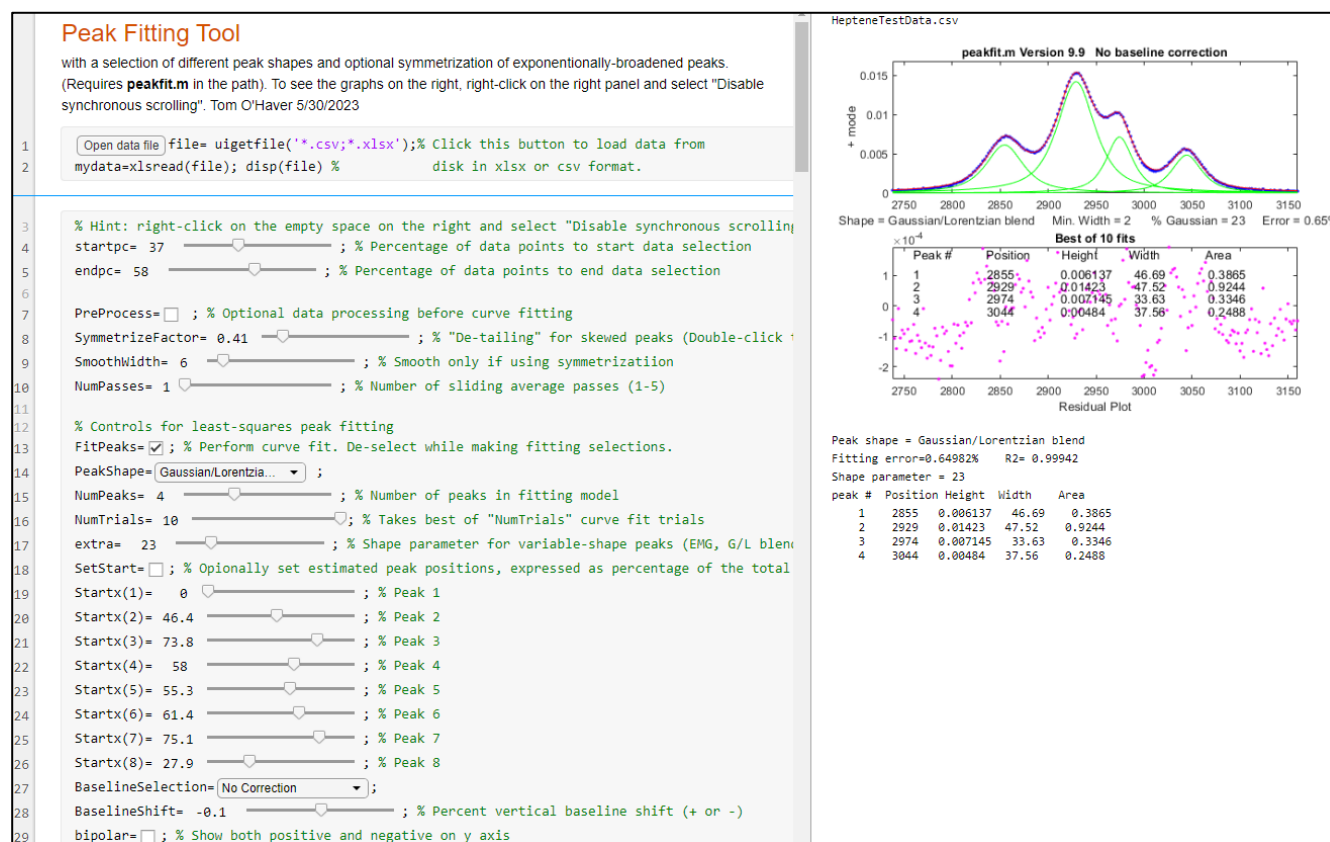 Peak Fitting Tool
with a selection of different peak shapes and optional symmetrization of exponentially-broadened peaks.
(Requires peakfit.m in the path). To see the graphs on the right, right-click on the right panel and select "Disable
synchronous scrolling". Tom O'Haver 5/30/2023
1 Open data file file= uigetfile('*.csv;*.xlsx');% Click this button to load data from
2 mydata=xlsread(file); disp(file) % disk in xlsx or csv format.
3 % Hint: right-click on the empty space on the right and select "Disable synchronous scrolling
4 startpc= 37 ; % Percentage of data points to start data selection
5 endpc= 58 ; % Percentage of data points to end data selection
6
7 PreProcess= ; % Optional data processing before curve fitting
8 SymmetrizeFactor= 0.41 ; % "De-tailing" for skewed peaks (Double-click t
9 SmoothWidth= 6 ; % Smooth only if using symmetrizatiion
10 NumPasses= 1 ; % Number of sliding average passes (1-5)
11
12 % Controls for least-squares peak fitting
13 FitPeaks= ; % Perform curve fit. De-select while making fitting selections.
14 PeakShape= Gaussian/Lorentzia... ;
15 NumPeaks= 4 ; % Number of peaks in fitting model
16 NumTrials= 10 ; % Takes best of "NumTrials" curve fit trials
17 extra= 23 ; % Shape parameter for variable-shape peaks (EMG, G/L blend
18 SetStart= ; % Opionally set estimated peak positions, expressed as percentage of the total
19 Startx(1)= 0 ; % Peak 1
20 Startx(2)= 46.4 ; % Peak 2
21 Startx(3)= 73.8 ; % Peak 3
22 Startx(4)= 58 ; % Peak 4
23 Startx(5)= 55.3 ; % Peak 5
24 Startx(6)= 61.4 ; % Peak 6
25 Startx(7)= 75.1 ; % Peak 7
26 Startx(8)= 27.9 ; % Peak 8
27 BaselineSelection= No Correction ;
28 BaselineShift= -0.1 ; % Percent vertical baseline shift (+ or -)
29 bipolar= ; % Show both positive and negative on y axis
HepteneTestData.csv
peakfit.m Version 9.9 No baseline correction
0.015
0.01
0.005
0
+ mode
2750 2800 2850 2900 2950 3000 3050 3100 3150
Shape = Gaussian/Lorentzian blend Min. Width = 2 % Gaussian = 23 Error = 0.65%
×10-4
Best of 10 fits
Peak # Position Height Width Area
1 2855 0.006137 46.69 0.3865
2 2929 0.01423 47.52 0.9244
3 2974 0.007145 33.63 0.3346
4 3044 0.00484 37.56 0.2488
1
0
-1
-2
2750 2800 2850 2900 2950 3000 3050 3100 3150
Residual Plot
Peak shape = Gaussian/Lorentzian blend
Fitting error=0.64982% R2= 0.99942
Shape parameter = 23
peak # Position Height Width Area
1 2855 0.006137 46.69 0.3865
2 2929 0.01423 47.52 0.9244
3 2974 0.007145 33.63 0.3346
4 3044 0.00484 37.56 0.2488